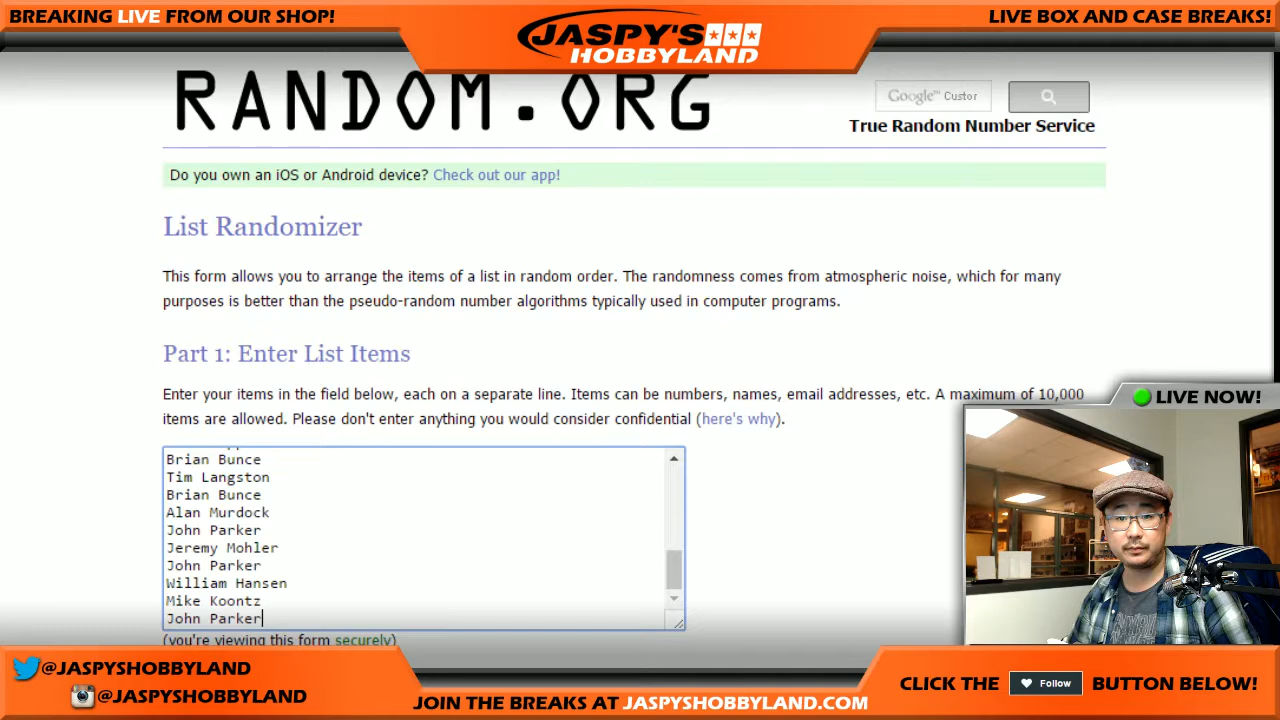 BREAKING LIVE FROM OUR SHOP!
JASPY'S
HOBBYLAND
LIVE BOX AND CASE BREAKS!
RANDOM.ORG
Google™ Custor
True Random Number Service
Do you own an iOS or Android device? Check out our app!
List Randomizer
This form allows you to arrange the items of a list in random order. The randomness comes from atmospheric noise, which for many
purposes is better than the pseudo-random number algorithms typically used in computer programs.
Part 1: Enter List Items
Enter your items in the field below, each on a separate line. Items can be numbers, names, email addresses, etc. A maximum of 10,000
items are allowed. Please don't enter anything you would consider confidential (here's why).
LIVE NOW!
Brian Bunce
Tim Langston
Brian Bunce
Alan Murdock
John Parker
Jeremy Mohler
John Parker
William Hansen
Mike Koontz
John Parker
(you're viewing this form securely)
@JASPYSHOBBYLAND
@JASPYSHOBBYLAND
JOIN THE BREAKS AT JASPYSHOBBYLAND.COM
CLICK THE Follow BUTTON BELOW!